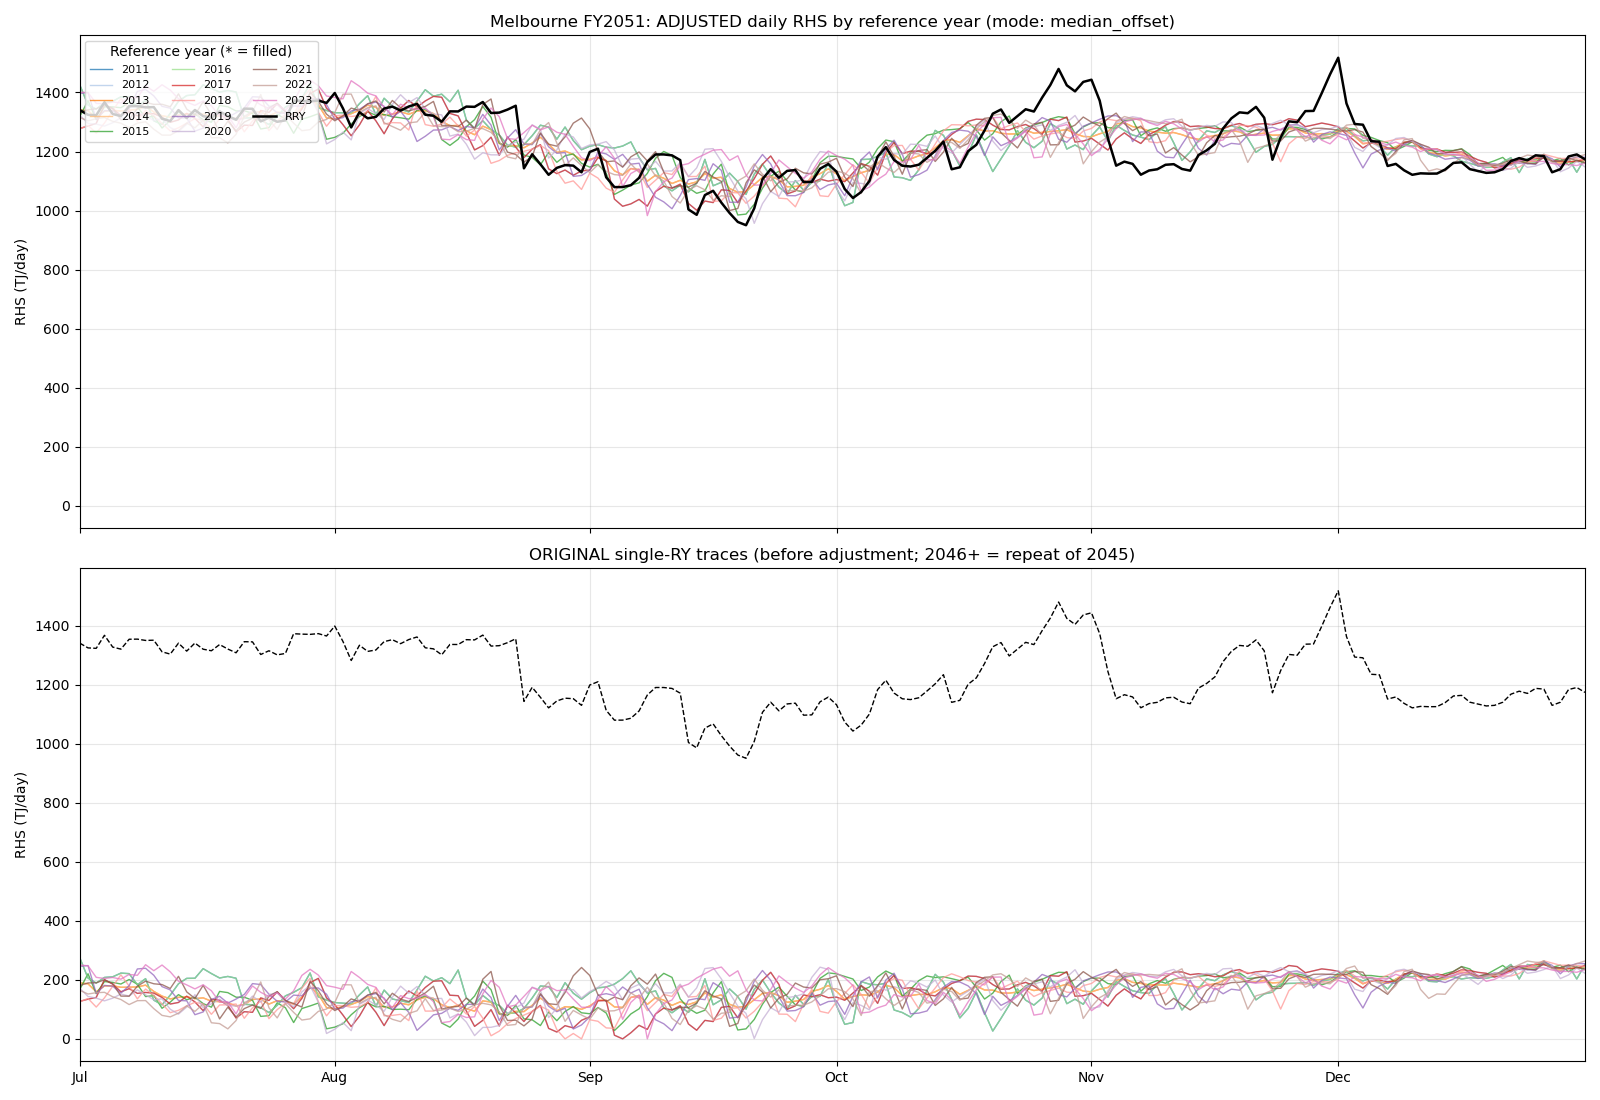 Melbourne FY2051: ADJUSTED daily RHS by reference year (mode: median_offset)
Reference year (* = filled)
2011 2016 2021
2012 2017 2022
2013 2018 2023
2014 2019 RRY
2015 2020
RHS (TJ/day)
1400
1200
1000
800
600
400
200
0
ORIGINAL single-RY traces (before adjustment; 2046+ = repeat of 2045)
RHS (TJ/day)
1400
1200
1000
800
600
400
200
0
Jul Aug Sep Oct Nov Dec